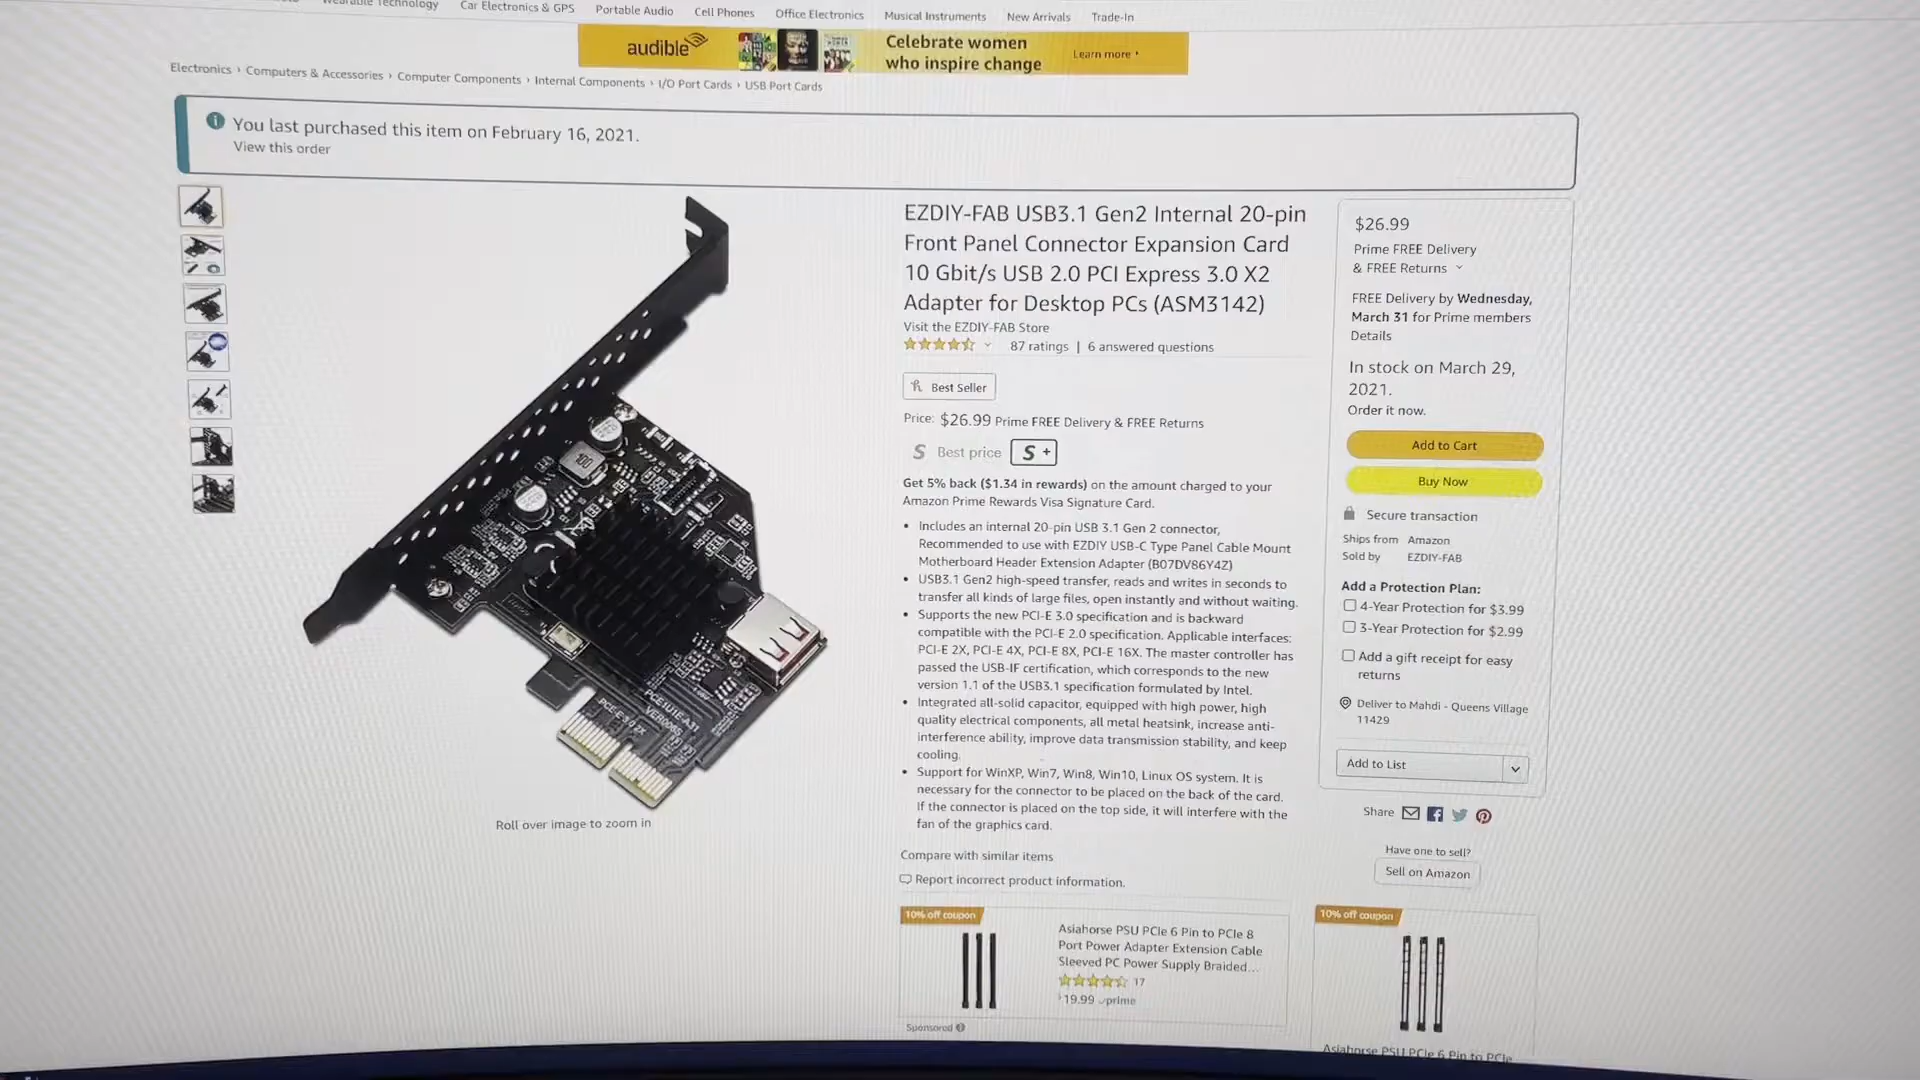 Wearable Technology
Car Electronics & GPS
Portable Audio
Cell Phones
Office Electronics
Musical Instruments
New Arrivals
Trade-In
audible
Celebrate women
who inspire change
Learn more ‣
Electronics › Computers & Accessories › Computer Components › Internal Components › I/O Port Cards › USB Port Cards
You last purchased this item on February 16, 2021.
View this order
EZDIY-FAB USB3.1 Gen2 Internal 20-pin
Front Panel Connector Expansion Card
10 Gbit/s USB 2.0 PCI Express 3.0 X2
Adapter for Desktop PCs (ASM3142)
Visit the EZDIY-FAB Store
87 ratings | 6 answered questions
Best Seller
Price: $26.99 Prime FREE Delivery & FREE Returns
S Best price S +
Get 5% back ($1.34 in rewards) on the amount charged to your
Amazon Prime Rewards Visa Signature Card.
• Includes an internal 20-pin USB 3.1 Gen 2 connector,
Recommended to use with EZDIY USB-C Type Panel Cable Mount
Motherboard Header Extension Adapter (B07DV86Y4Z)
• USB3.1 Gen2 high-speed transfer, reads and writes in seconds to
transfer all kinds of large files, open instantly and without waiting.
• Supports the new PCI-E 3.0 specification and is backward
compatible with the PCI-E 2.0 specification. Applicable interfaces:
PCI-E 2X, PCI-E 4X, PCI-E 8X, PCI-E 16X. The master controller has
passed the USB-IF certification, which corresponds to the new
version 1.1 of the USB3.1 specification formulated by Intel.
• Integrated all-solid capacitor, equipped with high power, high
quality electrical components, all metal heatsink, increase anti-
interference ability, improve data transmission stability, and keep
cooling.
• Support for WinXP, Win7, Win8, Win10, Linux OS system. It is
necessary for the connector to be placed on the back of the card.
If the connector is placed on the top side, it will interfere with the
fan of the graphics card.
Compare with similar items
Report incorrect product information.
100
PCE1U1E-A31
VER006S
PCE-E 3.0 2X
Roll over image to zoom in
$26.99
Prime FREE Delivery
& FREE Returns
FREE Delivery by Wednesday,
March 31 for Prime members
Details
In stock on March 29,
2021.
Order it now.
Add to Cart
Buy Now
Secure transaction
Ships from Amazon
Sold by EZDIY-FAB
Add a Protection Plan:
4-Year Protection for $3.99
3-Year Protection for $2.99
Add a gift receipt for easy
returns
Deliver to Mahdi - Queens Village
11429
Add to List
Share
Have one to sell?
Sell on Amazon
10% off coupon
Asiahorse PSU PCIe 6 Pin to PCIe 8
Port Power Adapter Extension Cable
Sleeved PC Power Supply Braided...
17
$19.99 prime
Sponsored
10% off coupon
Asiahorse PSU PCIe 6 Pin to PCIe